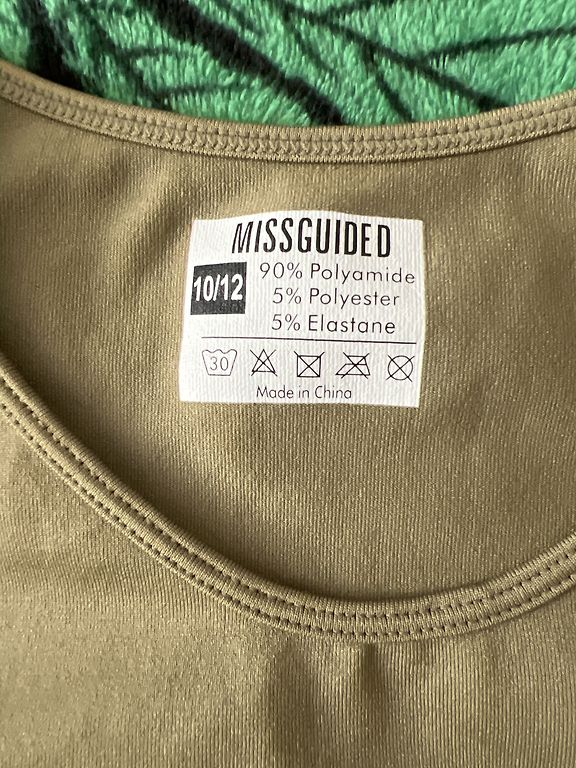 MISSGUIDED
10/12
90% Polyamide
5% Polyester
5% Elastane
30
Made in China